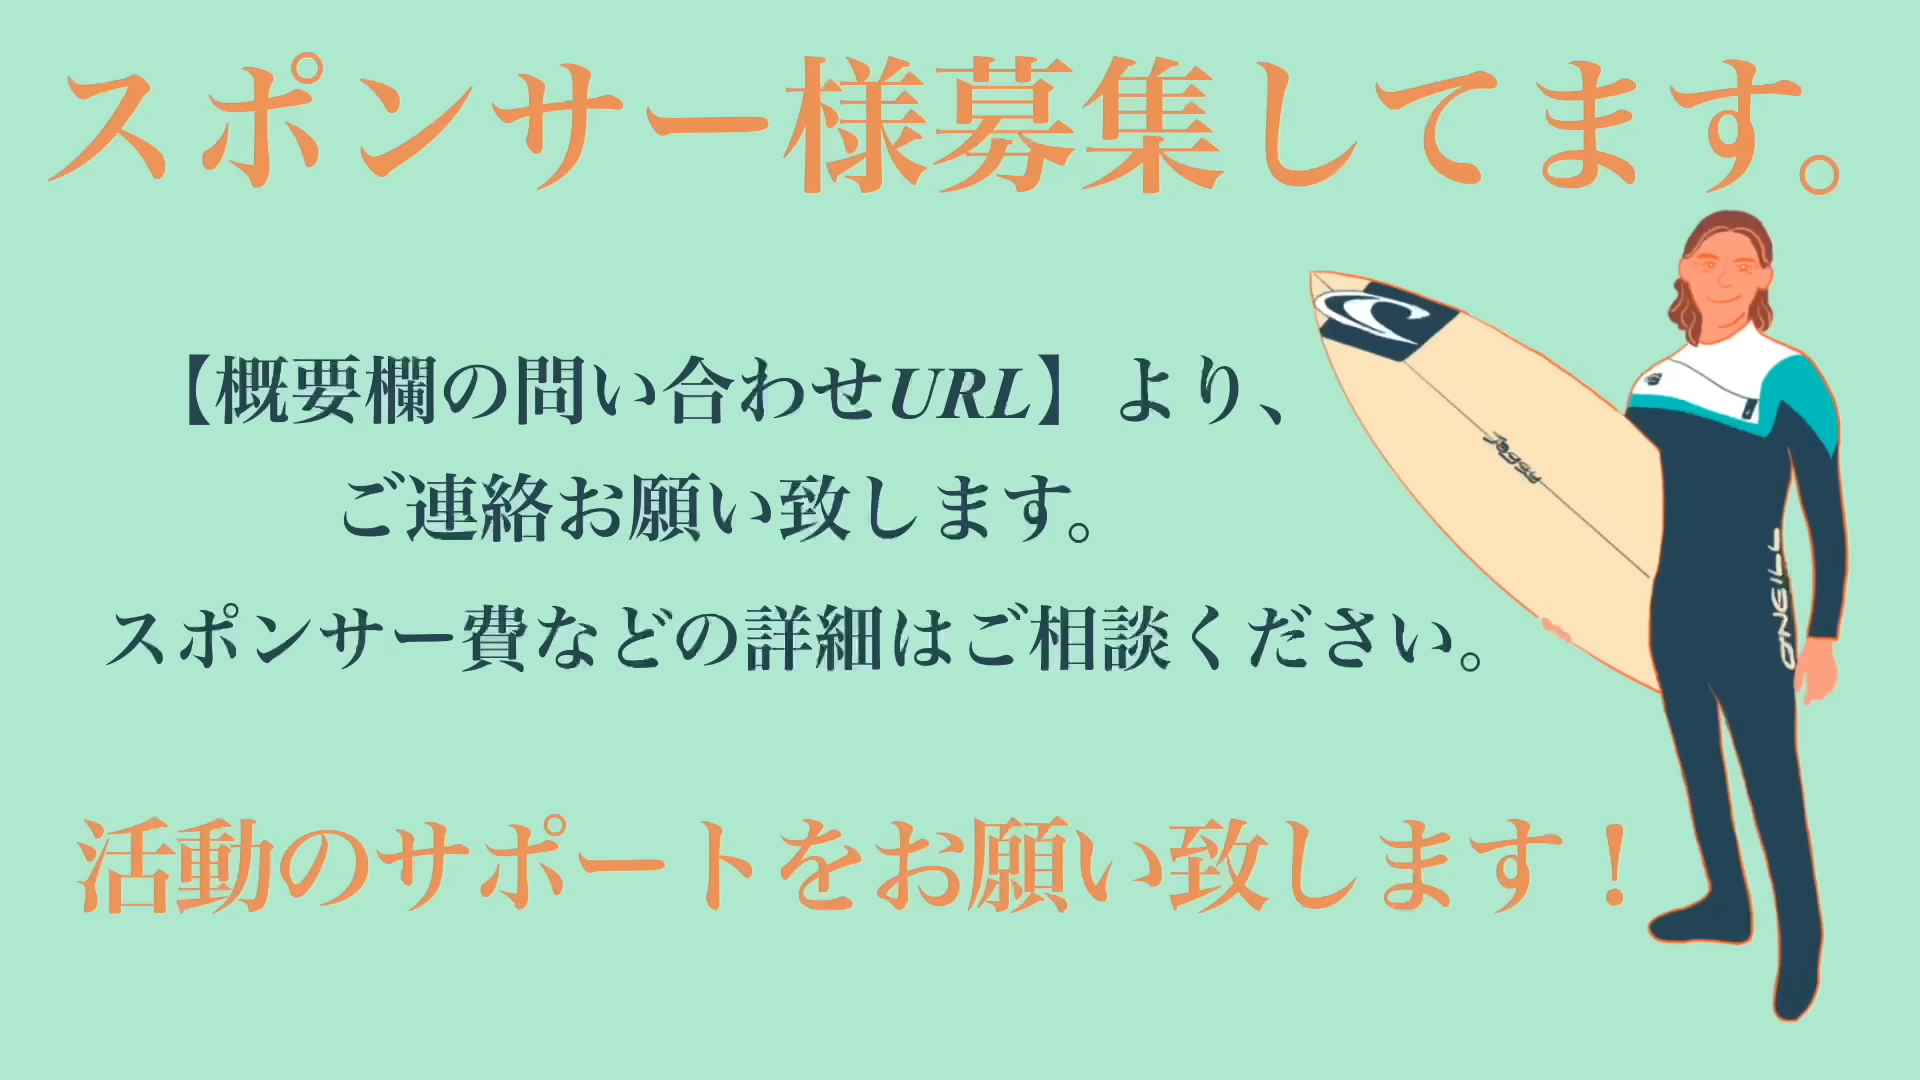 スポンサー様募集してます。
【概要欄の問い合わせURL】より、
ご連絡お願い致します。
スポンサー費などの詳細はご相談ください。
活動のサポートをお願い致します！
Jeggy
O'NEILL